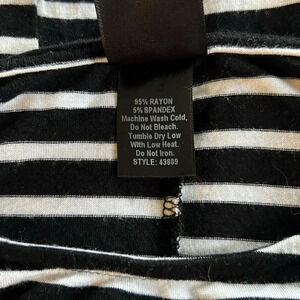 95% RAYON
5% SPANDEX
Machine Wash Cold,
Do Not Bleach.
Tumble Dry Low
With Low Heat.
Do Not Iron.
STYLE: 43809